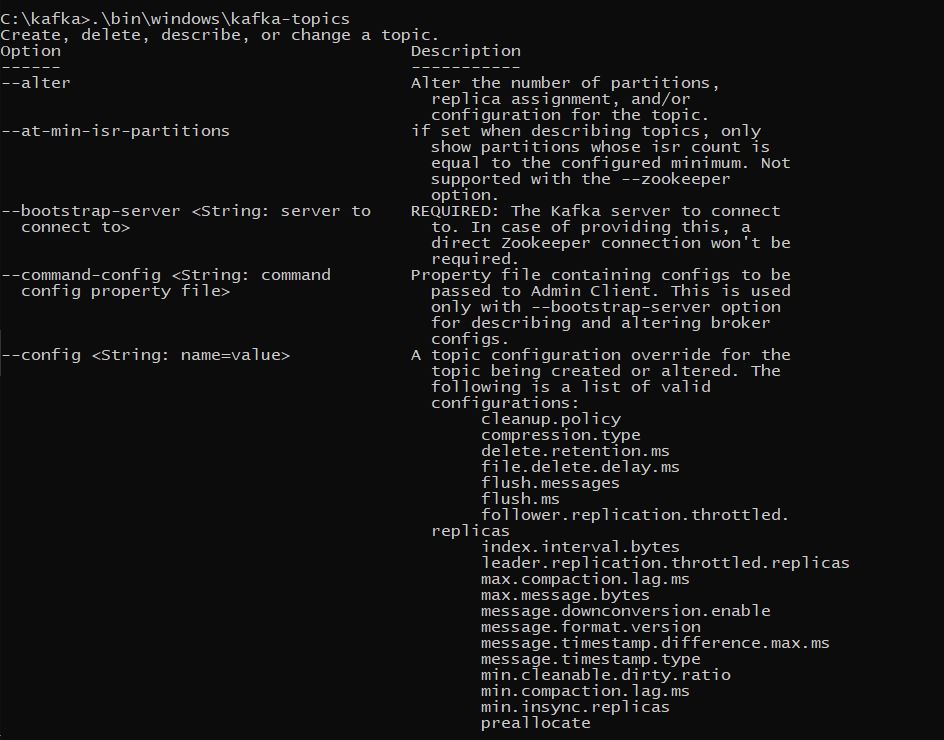 C:\kafka>.\bin\windows\kafka-topics
Create, delete, describe, or change a topic.
Option                                   Description
------                                   -----------
--alter                                  Alter the number of partitions,
                                           replica assignment, and/or
                                           configuration for the topic.
--at-min-isr-partitions                  if set when describing topics, only
                                           show partitions whose isr count is
                                           equal to the configured minimum. Not
                                           supported with the --zookeeper
                                           option.
--bootstrap-server <String: server to    REQUIRED: The Kafka server to connect
  connect to>                              to. In case of providing this, a
                                           direct Zookeeper connection won't be
                                           required.
--command-config <String: command        Property file containing configs to be
  config property file>                    passed to Admin Client. This is used
                                           only with --bootstrap-server option
                                           for describing and altering broker
                                           configs.
--config <String: name=value>            A topic configuration override for the
                                           topic being created or altered. The
                                           following is a list of valid
                                           configurations:
                                                cleanup.policy
                                                compression.type
                                                delete.retention.ms
                                                file.delete.delay.ms
                                                flush.messages
                                                flush.ms
                                                follower.replication.throttled.
                                           replicas
                                                index.interval.bytes
                                                leader.replication.throttled.replicas
                                                max.compaction.lag.ms
                                                max.message.bytes
                                                message.downconversion.enable
                                                message.format.version
                                                message.timestamp.difference.max.ms
                                                message.timestamp.type
                                                min.cleanable.dirty.ratio
                                                min.compaction.lag.ms
                                                min.insync.replicas
                                                preallocate